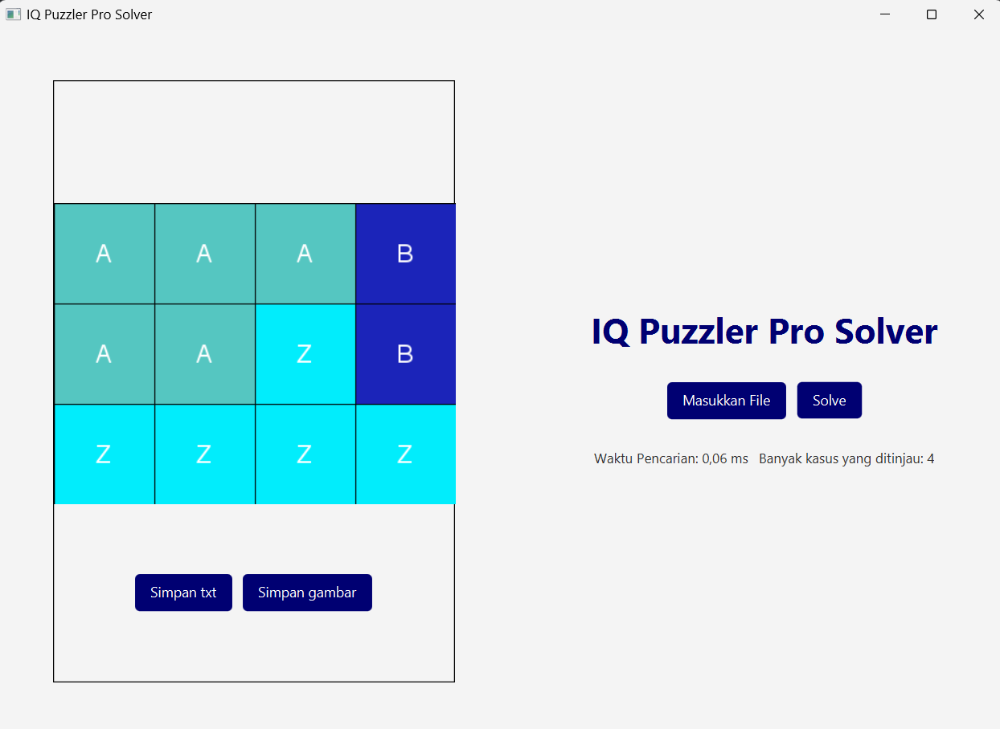 IQ Puzzler Pro Solver
A A A B
A A Z B
Z Z Z Z
Simpan txt Simpan gambar
IQ Puzzler Pro Solver
Masukkan File Solve
Waktu Pencarian: 0,06 ms Banyak kasus yang ditinjau: 4